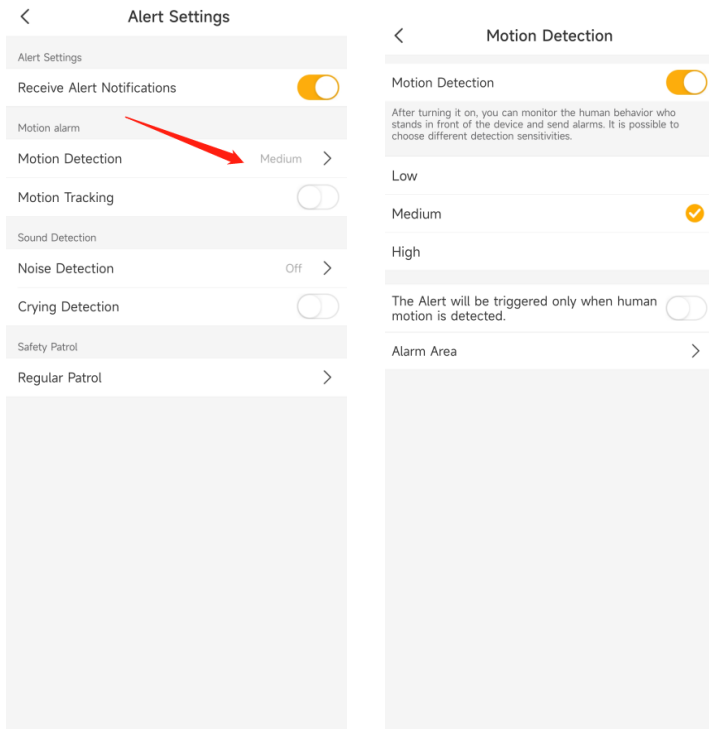 Alert Settings
Alert Settings
Receive Alert Notifications
Motion alarm
Motion Detection Medium
Motion Tracking
Sound Detection
Noise Detection Off
Crying Detection
Safety Patrol
Regular Patrol
Motion Detection
Motion Detection
After turning it on, you can monitor the human behavior who
stands in front of the device and send alarms. It is possible to
choose different detection sensitivities.
Low
Medium
High
The Alert will be triggered only when human
motion is detected.
Alarm Area